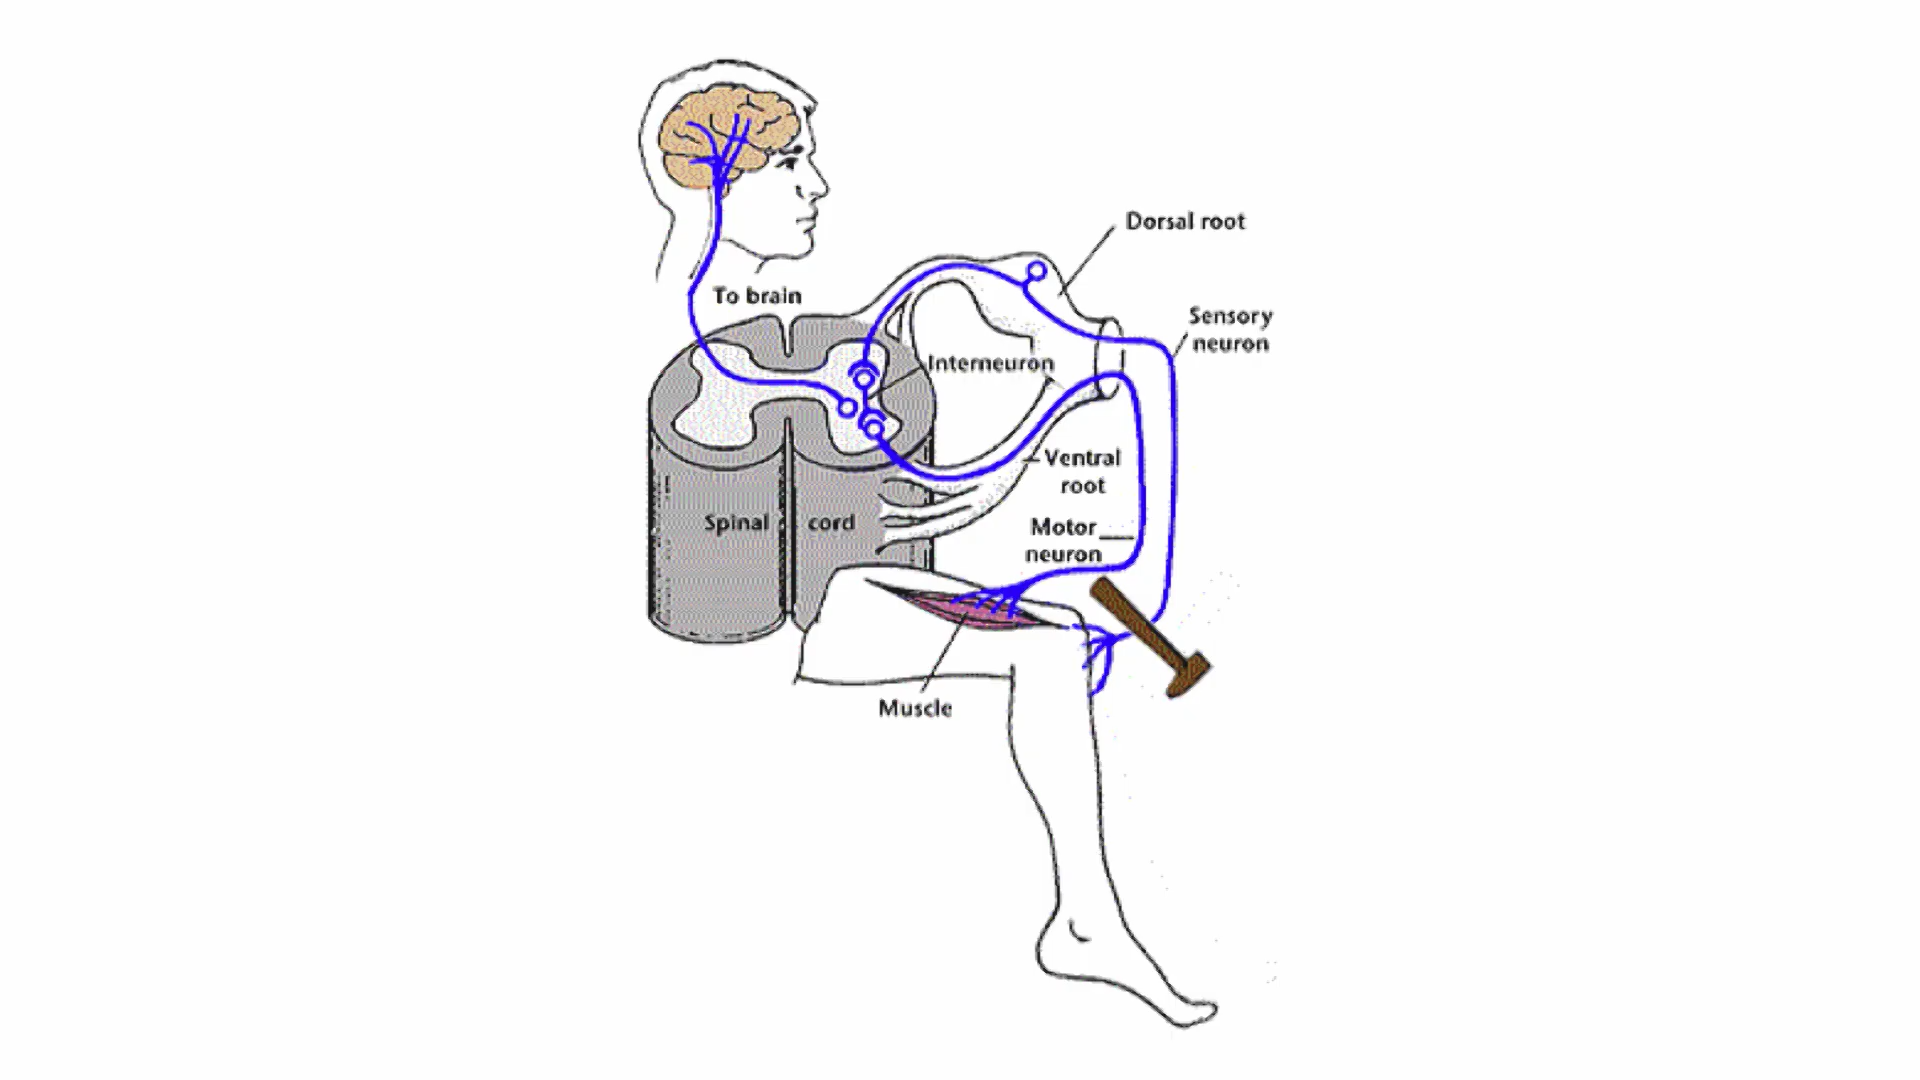 Dorsal root
To brain
Sensory
neuron
Interneuron
Ventral
root
Spinal cord
Motor
neuron
Muscle